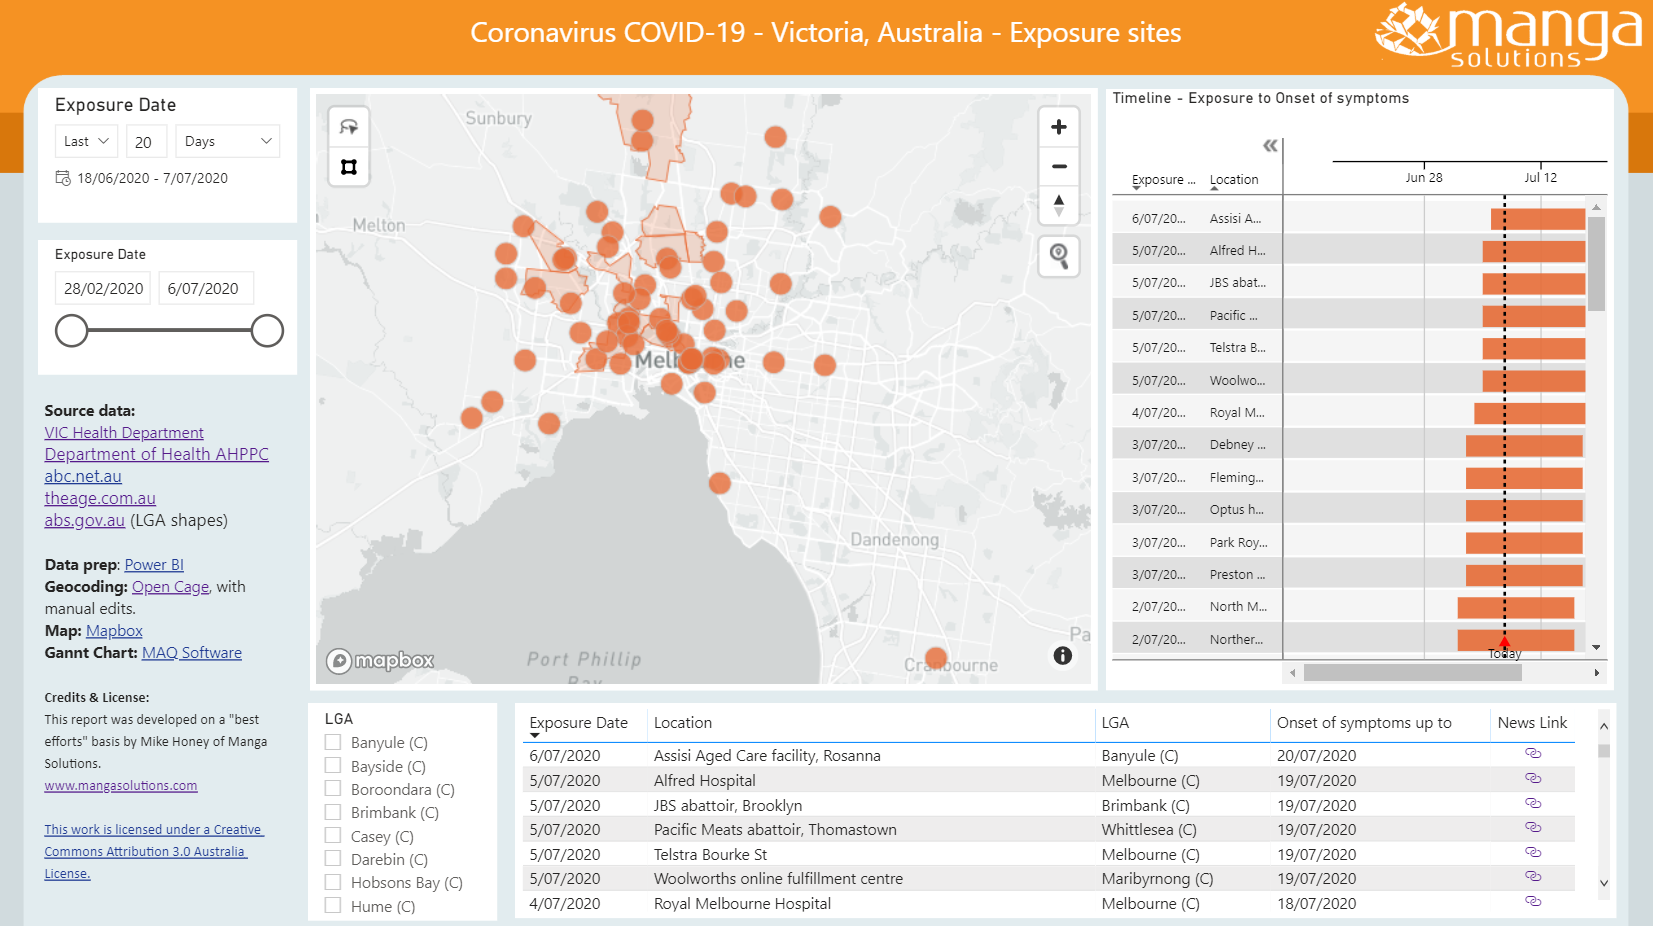 Coronavirus COVID-19 - Victoria, Australia - Exposure sites
manga
solutions
Exposure Date
Last
20
Days
18/06/2020 - 7/07/2020
Exposure Date
28/02/2020
6/07/2020
Source data:
VIC Health Department
Department of Health AHPPC
abc.net.au
theage.com.au
abs.gov.au (LGA shapes)
Data prep: Power BI
Geocoding: Open Cage, with
manual edits.
Map: Mapbox
Gannt Chart: MAQ Software
Credits & License:
This report was developed on a "best
efforts" basis by Mike Honey of Manga
Solutions.
www.mangasolutions.com
This work is licensed under a Creative
Commons Attribution 3.0 Australia
License.
Sunbury
Melton
Dandenong
Cranbourne
Port Phillip
Bay
mapbox
Timeline - Exposure to Onset of symptoms
Exposure ... Location
Jun 28 Jul 12
6/07/20... Assisi A...
5/07/20... Alfred H...
5/07/20... JBS abat...
5/07/20... Pacific ...
5/07/20... Telstra B...
5/07/20... Woolwo...
4/07/20... Royal M...
3/07/20... Debney ...
3/07/20... Fleming...
3/07/20... Optus h...
3/07/20... Park Roy...
3/07/20... Preston ...
2/07/20... North M...
2/07/20... Norther...
Today
LGA
Banyule (C)
Bayside (C)
Boroondara (C)
Brimbank (C)
Casey (C)
Darebin (C)
Hobsons Bay (C)
Hume (C)
Exposure Date Location LGA Onset of symptoms up to News Link
6/07/2020 Assisi Aged Care facility, Rosanna Banyule (C) 20/07/2020
5/07/2020 Alfred Hospital Melbourne (C) 19/07/2020
5/07/2020 JBS abattoir, Brooklyn Brimbank (C) 19/07/2020
5/07/2020 Pacific Meats abattoir, Thomastown Whittlesea (C) 19/07/2020
5/07/2020 Telstra Bourke St Melbourne (C) 19/07/2020
5/07/2020 Woolworths online fulfillment centre Maribyrnong (C) 19/07/2020
4/07/2020 Royal Melbourne Hospital Melbourne (C) 18/07/2020